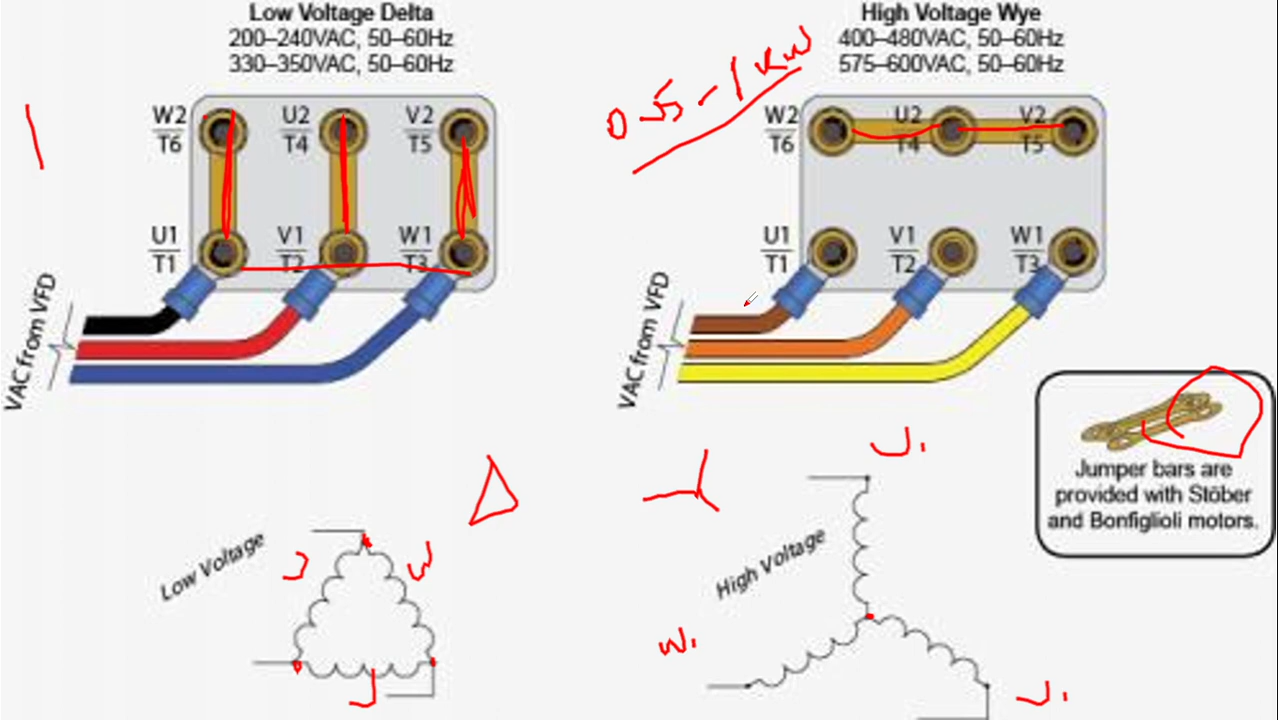 Low Voltage Delta
200–240VAC, 50–60Hz
330–350VAC, 50–60Hz
W2
T6
U2
T4
V2
T5
U1
T1
V1
T2
W1
T3
VAC from VFD
High Voltage Wye
400–480VAC, 50–60Hz
575–600VAC, 50–60Hz
W2
T6
U2
T4
V2
T5
U1
T1
V1
T2
W1
T3
VAC from VFD
Jumper bars are
provided with Stöber
and Bonfiglioli motors.
Low Voltage
U
W
High Voltage
U1
W1